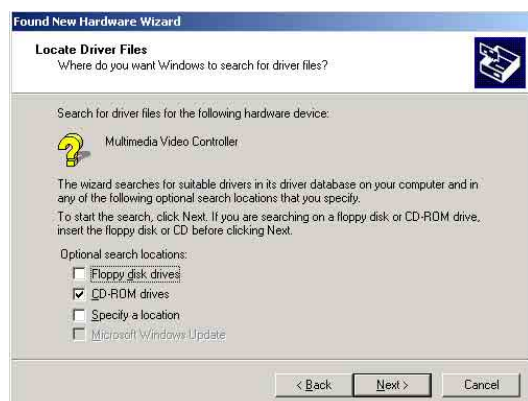 Found New Hardware Wizard
Locate Driver Files
Where do you want Windows to search for driver files?
Search for driver files for the following hardware device:
Multimedia Video Controller
The wizard searches for suitable drivers in its driver database on your computer and in
any of the following optional search locations that you specify.
To start the search, click Next. If you are searching on a floppy disk or CD-ROM drive,
insert the floppy disk or CD before clicking Next.
Optional search locations:
Floppy disk drives
CD-ROM drives
Specify a location
Microsoft Windows Update
< Back Next > Cancel